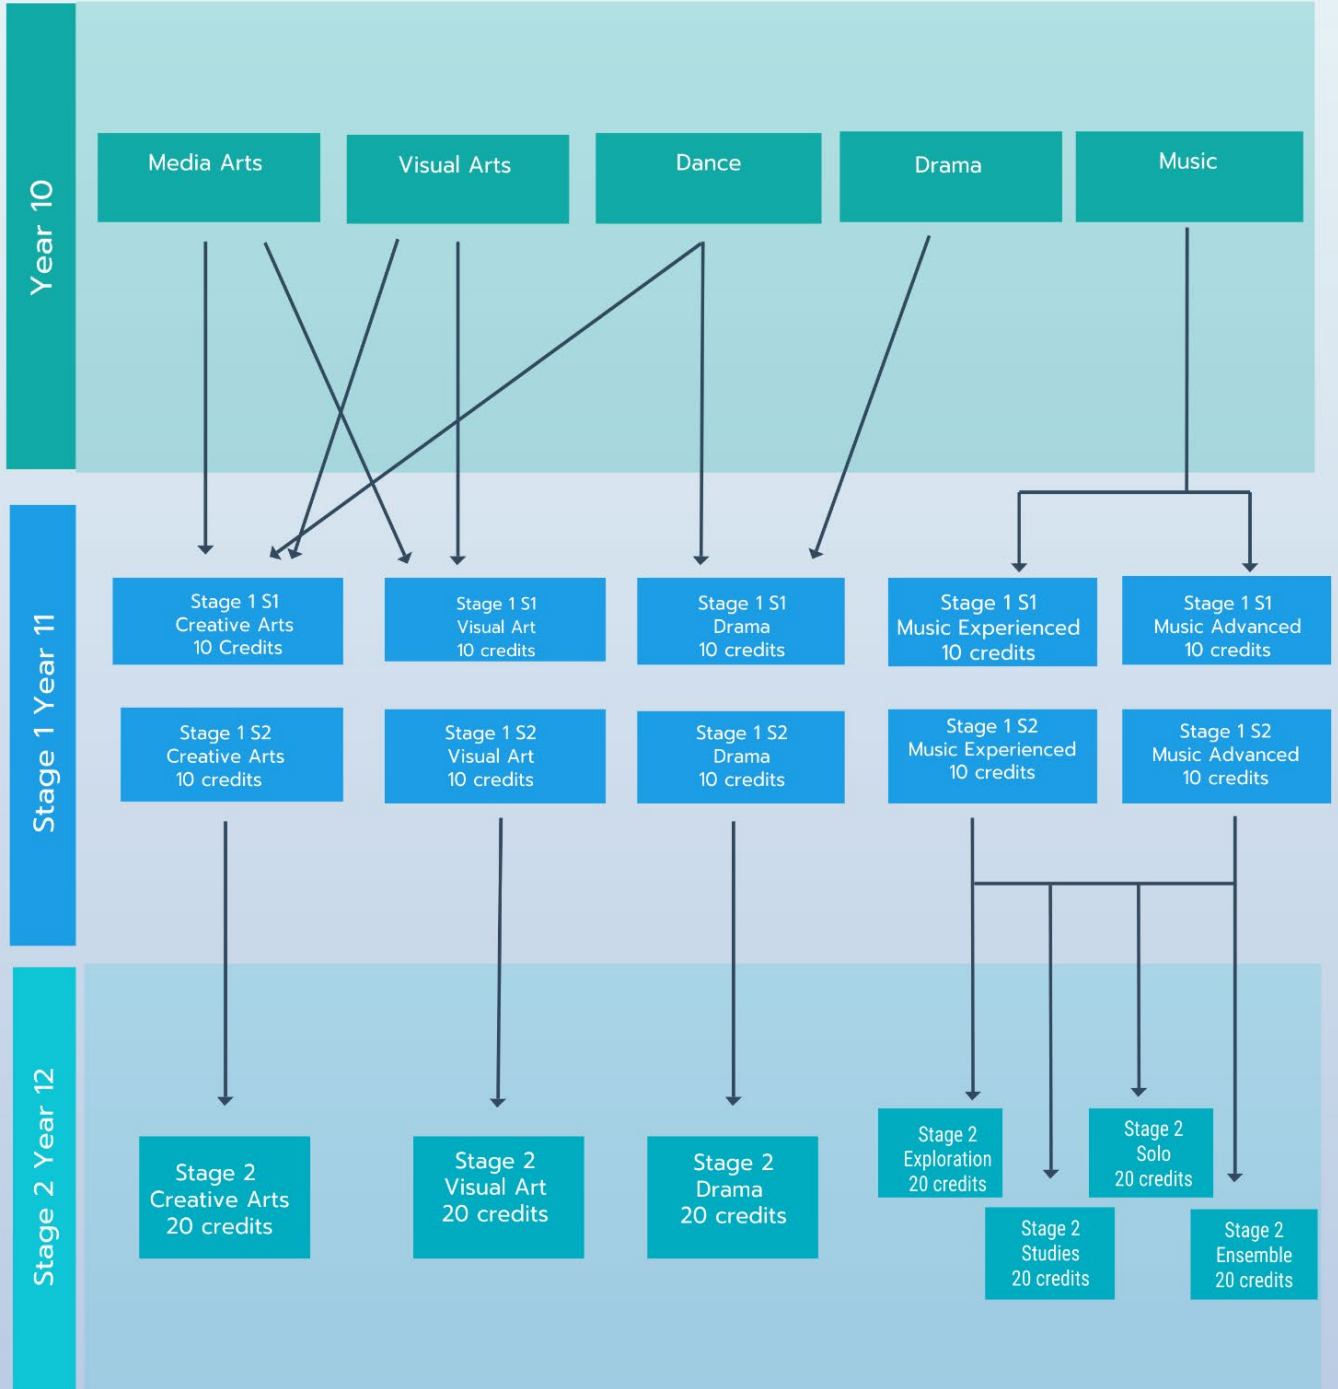 Year 10
Media Arts
Visual Arts
Dance
Drama
Music
Stage 1 Year 11
Stage 1 S1
Creative Arts
10 Credits
Stage 1 S1
Visual Art
10 credits
Stage 1 S1
Drama
10 credits
Stage 1 S1
Music Experienced
10 credits
Stage 1 S1
Music Advanced
10 credits
Stage 1 S2
Creative Arts
10 credits
Stage 1 S2
Visual Art
10 credits
Stage 1 S2
Drama
10 credits
Stage 1 S2
Music Experienced
10 credits
Stage 1 S2
Music Advanced
10 credits
Stage 2 Year 12
Stage 2
Creative Arts
20 credits
Stage 2
Visual Art
20 credits
Stage 2
Drama
20 credits
Stage 2
Exploration
20 credits
Stage 2
Studies
20 credits
Stage 2
Solo
20 credits
Stage 2
Ensemble
20 credits